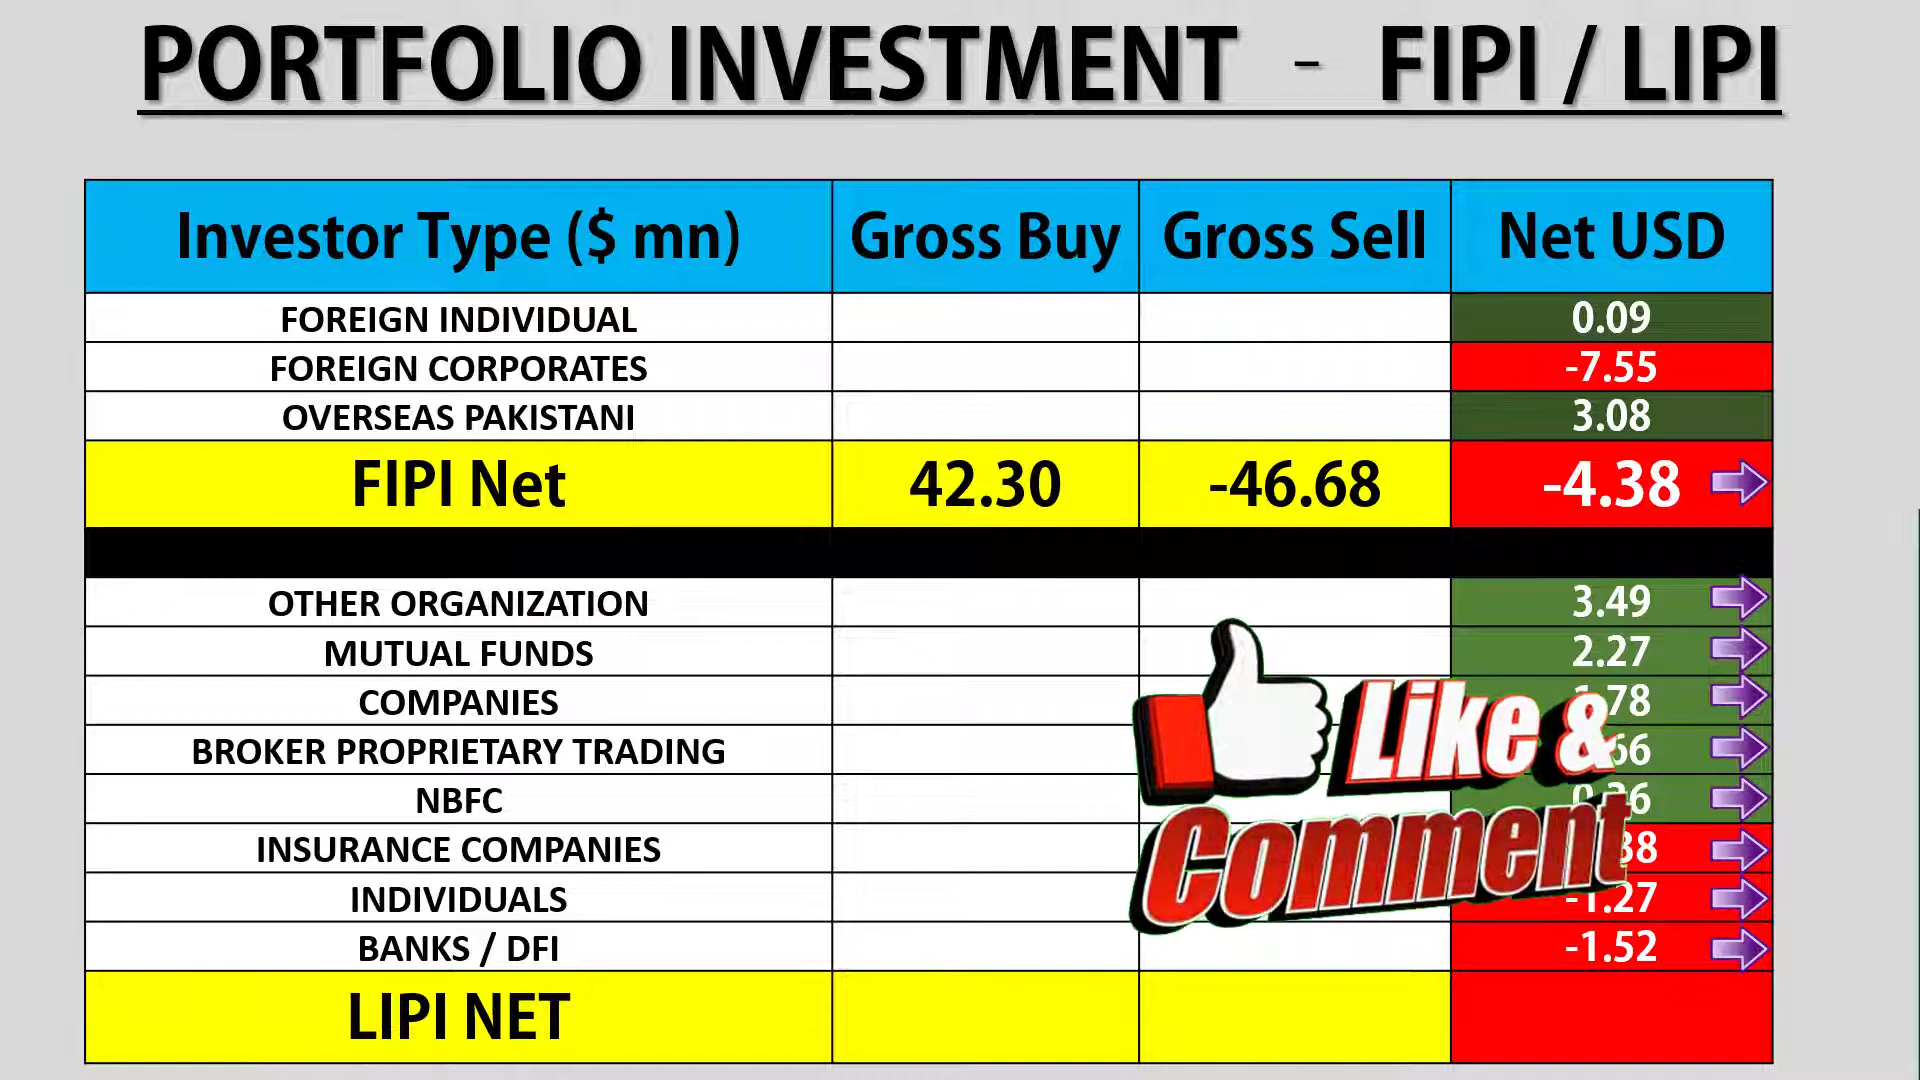 PORTFOLIO INVESTMENT - FIPI / LIPI
Investor Type ($ mn) Gross Buy Gross Sell Net USD
FOREIGN INDIVIDUAL 0.09
FOREIGN CORPORATES -7.55
OVERSEAS PAKISTANI 3.08
FIPI Net 42.30 -46.68 -4.38
OTHER ORGANIZATION 3.49
MUTUAL FUNDS 2.27
COMPANIES
BROKER PROPRIETARY TRADING
NBFC
INSURANCE COMPANIES
INDIVIDUALS -1.27
BANKS / DFI -1.52
LIPI NET
Like &
Comment